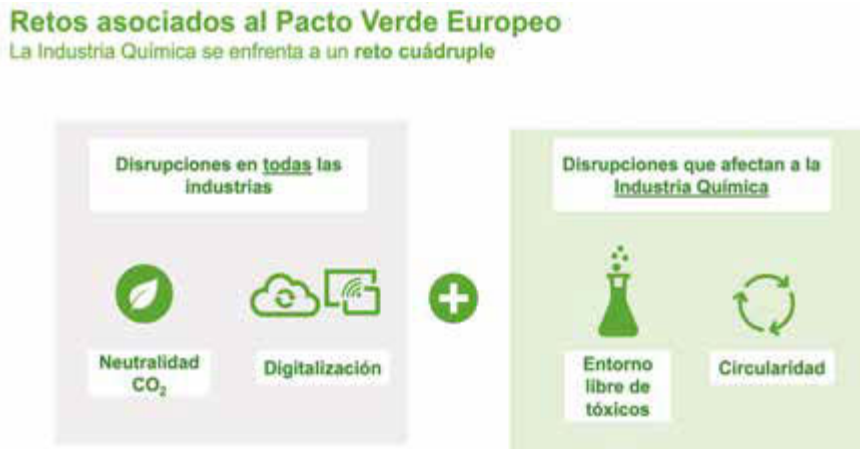 Retos asociados al Pacto Verde Europeo
La Industria Química se enfrenta a un reto cuádruple
Disrupciones en todas las
industrias
Neutralidad
CO₂
Digitalización
Disrupciones que afectan a la
Industria Química
Entorno
libre de
tóxicos
Circularidad